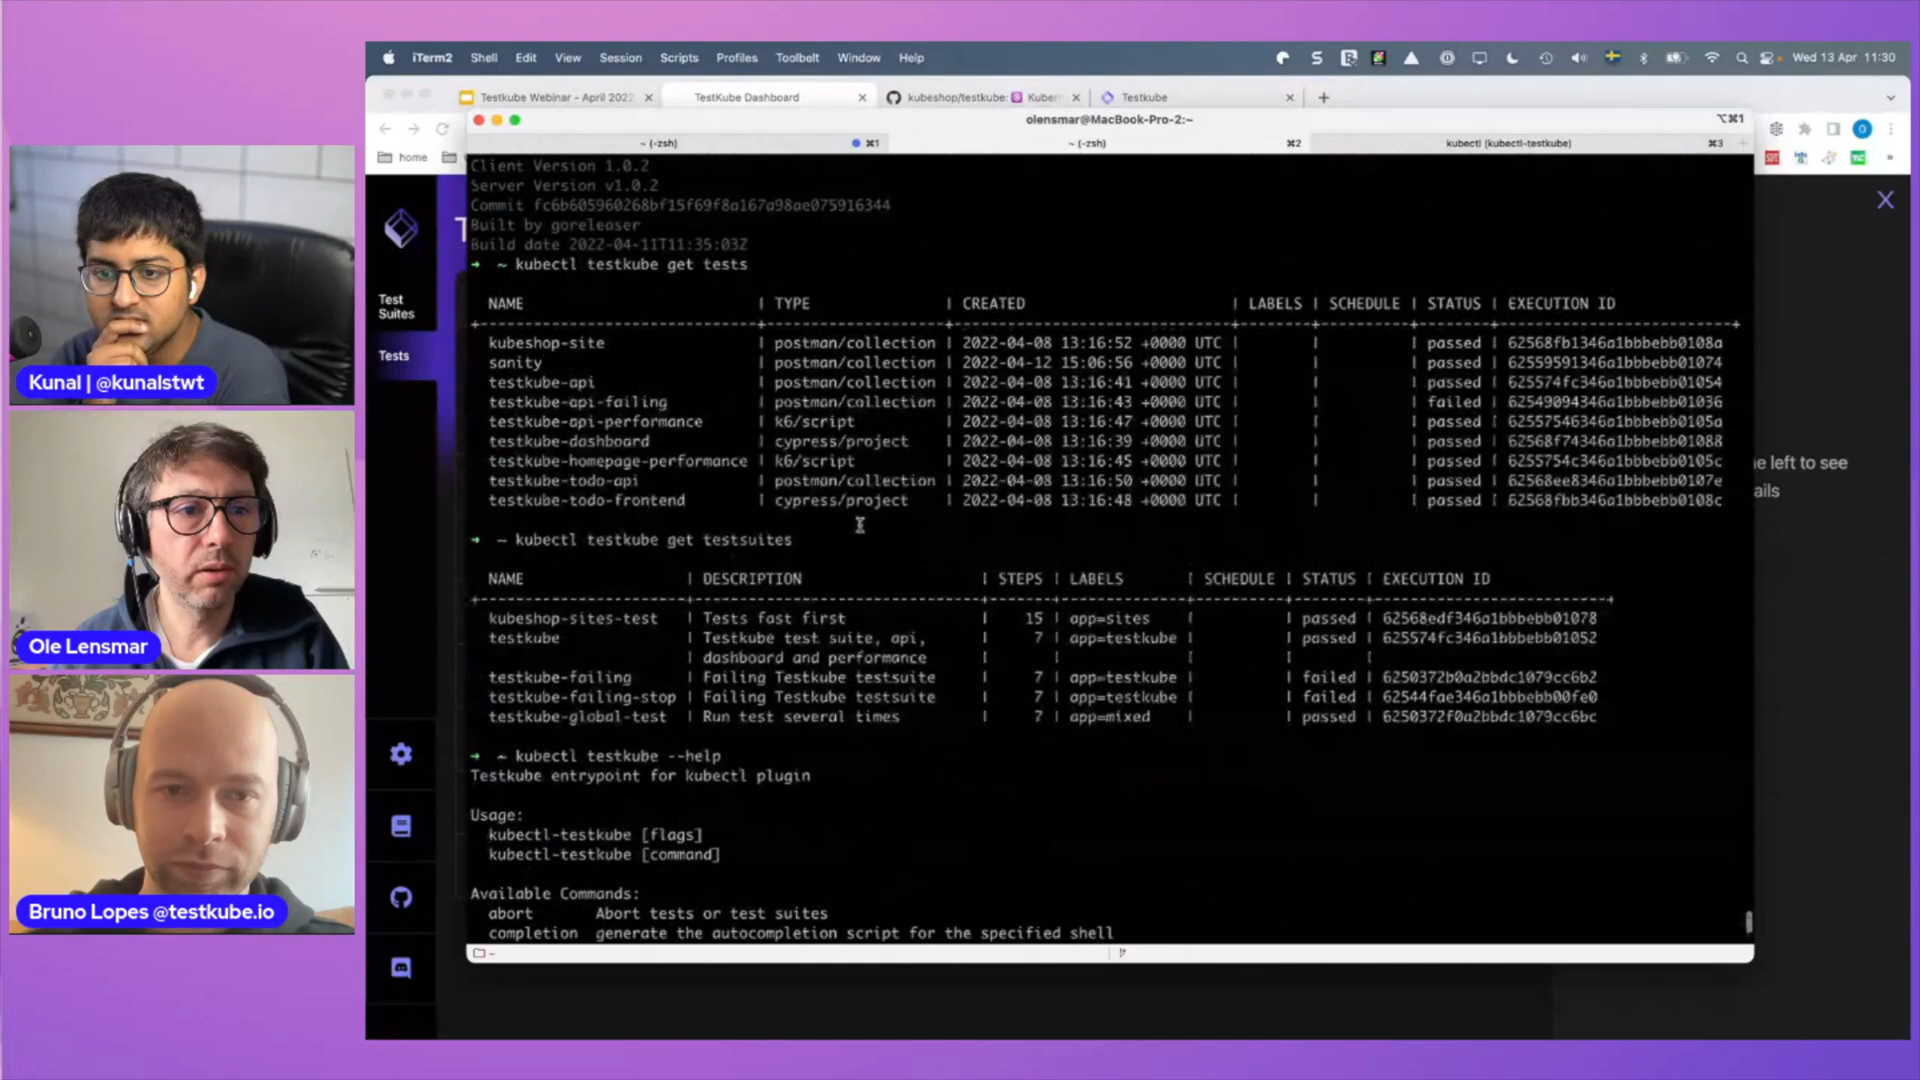 iTerm2 Shell Edit View Session Scripts Profiles Toolbelt Window Help
Wed 13 Apr 11:30
Testkube Webinar - April 2022
TestKube Dashboard
kubeshop/testkube:
Kubern
Testkube
home
olensmar@MacBook-Pro-2:~
⌥⌘1
~ (-zsh) ⌘1
~ (-zsh) ⌘2
kubectl (kubectl-testkube) ⌘3
Client Version 1.0.2
Server Version v1.0.2
Commit fc6b605960268bf15f69f8a167a98ae075916344
Built by goreleaser
Build date 2022-04-11T11:35:03Z
→ ~ kubectl testkube get tests
NAME | TYPE | CREATED | LABELS | SCHEDULE | STATUS | EXECUTION ID
kubeshop-site | postman/collection | 2022-04-08 13:16:52 +0000 UTC | | | passed | 62568fb1346a1bbbebb0108a
sanity | postman/collection | 2022-04-12 15:06:56 +0000 UTC | | | passed | 62559591346a1bbbebb01074
testkube-api | postman/collection | 2022-04-08 13:16:41 +0000 UTC | | | passed | 625574fc346a1bbbebb01054
testkube-api-failing | postman/collection | 2022-04-08 13:16:43 +0000 UTC | | | failed | 62549094346a1bbbebb01036
testkube-api-performance | k6/script | 2022-04-08 13:16:47 +0000 UTC | | | passed | 62557546346a1bbbebb0105a
testkube-dashboard | cypress/project | 2022-04-08 13:16:39 +0000 UTC | | | passed | 62568f74346a1bbbebb01088
testkube-homepage-performance | k6/script | 2022-04-08 13:16:45 +0000 UTC | | | passed | 6255754c346a1bbbebb0105c
testkube-todo-api | postman/collection | 2022-04-08 13:16:50 +0000 UTC | | | passed | 62568ee8346a1bbbebb0107e
testkube-todo-frontend | cypress/project | 2022-04-08 13:16:48 +0000 UTC | | | passed | 62568fbb346a1bbbebb0108c
→ ~ kubectl testkube get testsuites
NAME | DESCRIPTION | STEPS | LABELS | SCHEDULE | STATUS | EXECUTION ID
kubeshop-sites-test | Tests fast first | 15 | app=sites | | passed | 62568edf346a1bbbebb01078
testkube | Testkube test suite, api, | 7 | app=testkube | | passed | 625574fc346a1bbbebb01052
| dashboard and performance | | | | |
testkube-failing | Failing Testkube testsuite | 7 | app=testkube | | failed | 6250372b0a2bbdc1079cc6b2
testkube-failing-stop | Failing Testkube testsuite | 7 | app=testkube | | failed | 62544fae346a1bbbebb00fe0
testkube-global-test | Run test several times | 7 | app=mixed | | passed | 6250372f0a2bbdc1079cc6bc
→ ~ kubectl testkube --help
Testkube entrypoint for kubectl plugin
Usage:
kubectl-testkube [flags]
kubectl-testkube [command]
Available Commands:
abort Abort tests or test suites
completion generate the autocompletion script for the specified shell
~
T
Test
Suites
Tests
he left to see
ails
Kunal | @kunalstwt
Ole Lensmar
Bruno Lopes @testkube.io